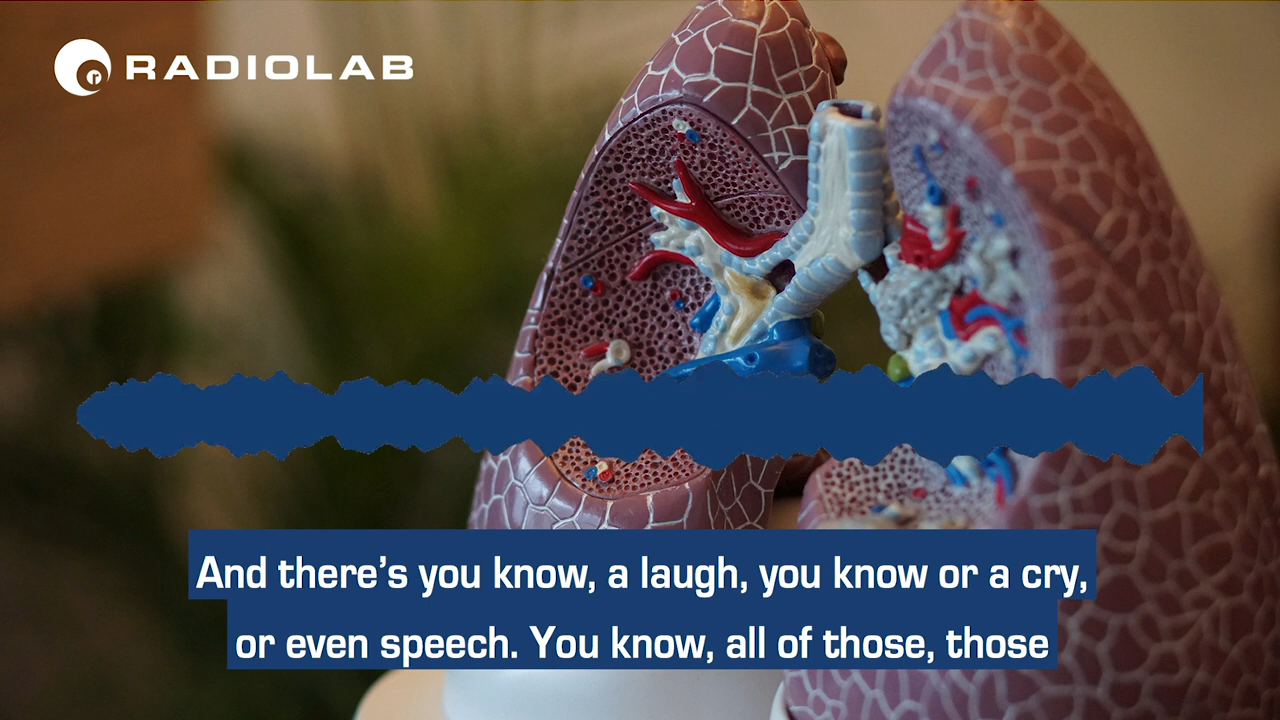 RADIOLAB
And there's you know, a laugh, you know or a cry,
or even speech. You know, all of those, those